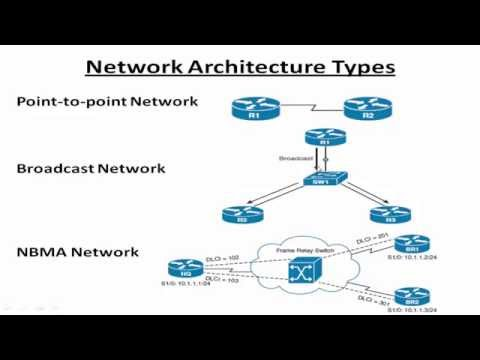 Network Architecture Types
Point-to-point Network
R1
R2
R1
Broadcast
Broadcast Network
SW1
R2
R3
NBMA Network
Frame Relay Switch
DLCI = 201
BR1
S1/0: 10.1.1.2/24
DLCI = 102
HQ
S1/0: 10.1.1.1/24
DLCI = 103
DLCI = 301
BR2
S1/0: 10.1.1.3/24